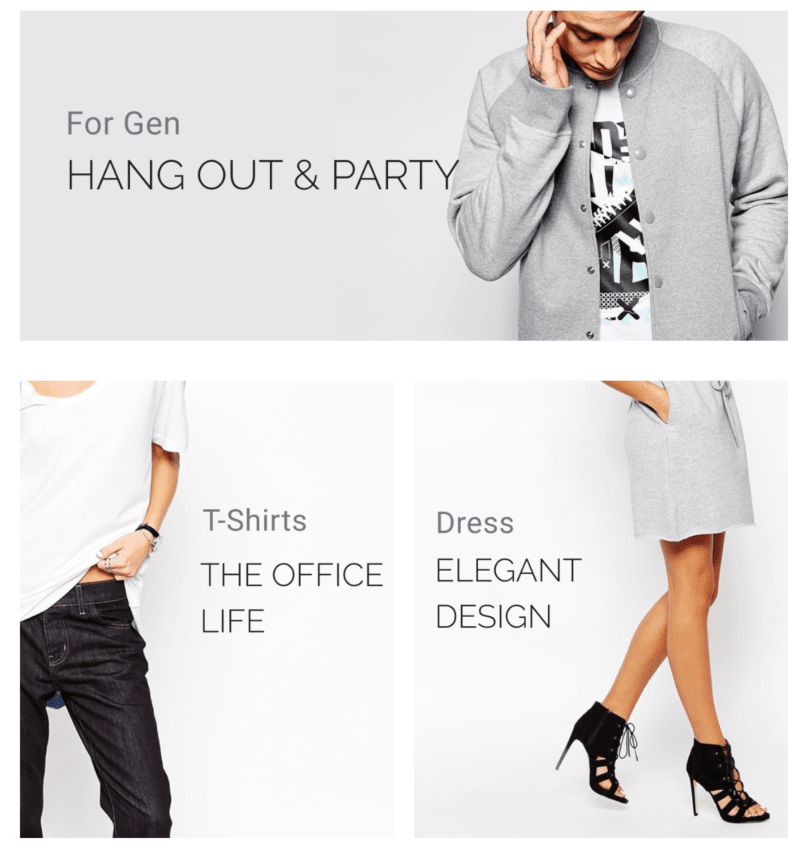 For Gen
HANG OUT & PARTY
T-Shirts
THE OFFICE
LIFE
Dress
ELEGANT
DESIGN